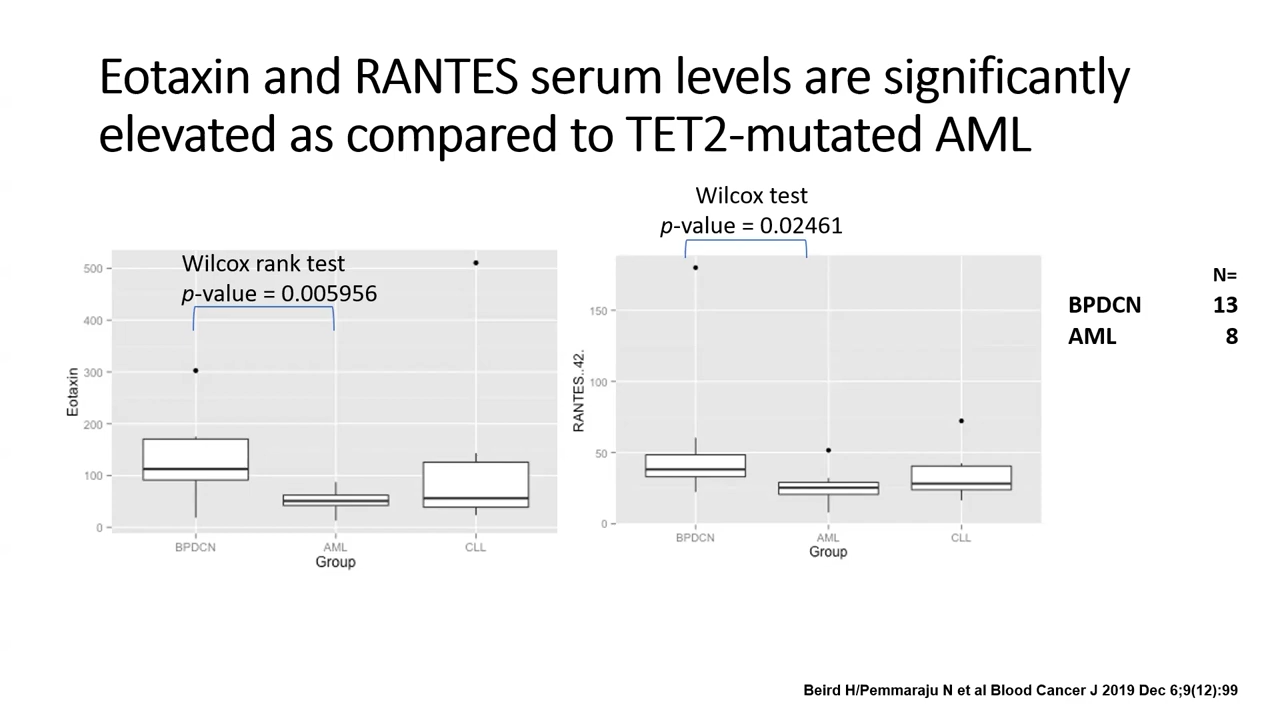 Eotaxin and RANTES serum levels are significantly
elevated as compared to TET2-mutated AML
Wilcox rank test
p-value = 0.005956
Eotaxin
500
400
300
200
100
0
BPDCN AML CLL
Group
Wilcox test
p-value = 0.02461
RANTES..42.
150
100
50
0
BPDCN AML CLL
Group
N=
BPDCN 13
AML 8
Beird H/Pemmaraju N et al Blood Cancer J 2019 Dec 6;9(12):99